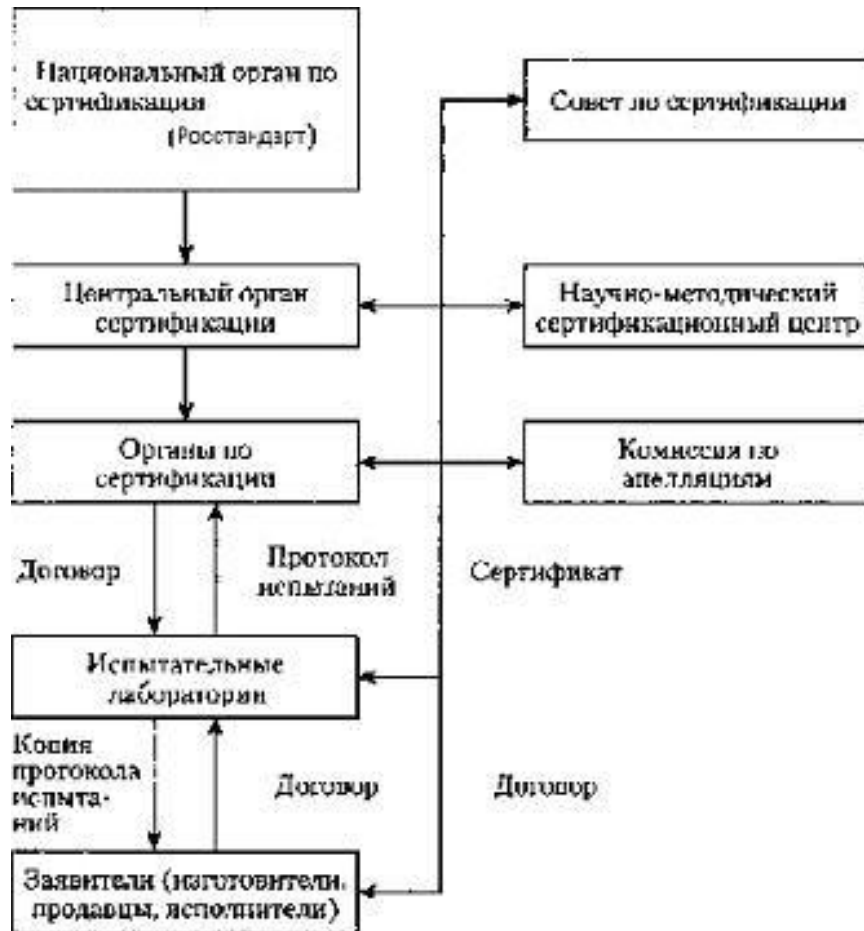 Национальный орган по
сертификации
(Росстандарт)
Совет по сертификации
Центральный орган
сертификации
Научно-методический
сертификационный центр
Органы по
сертификации
Комиссия по
апелляциям
Договор
Протокол
испытаний
Сертификат
Испытательные
лаборатории
Копия
протокола
испыта-
ний
Договор
Договор
Заявители (изготовители,
продавцы, исполнители)